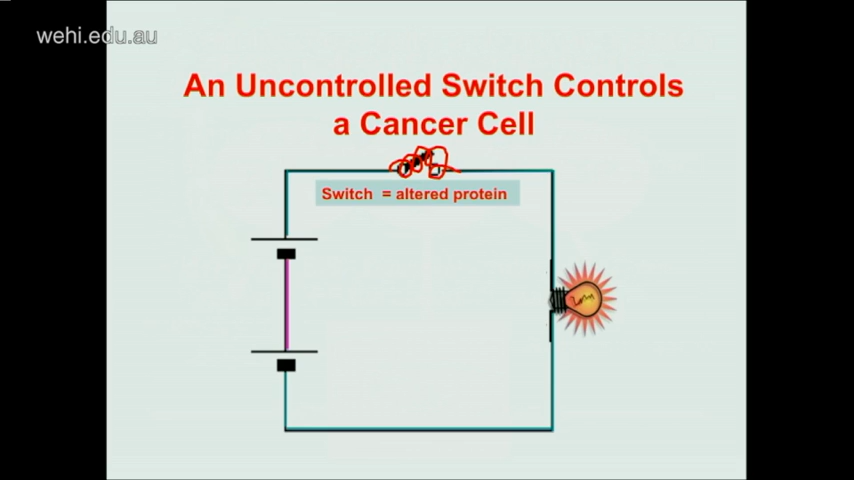 wehi.edu.au
An Uncontrolled Switch Controls
a Cancer Cell
Switch = altered protein